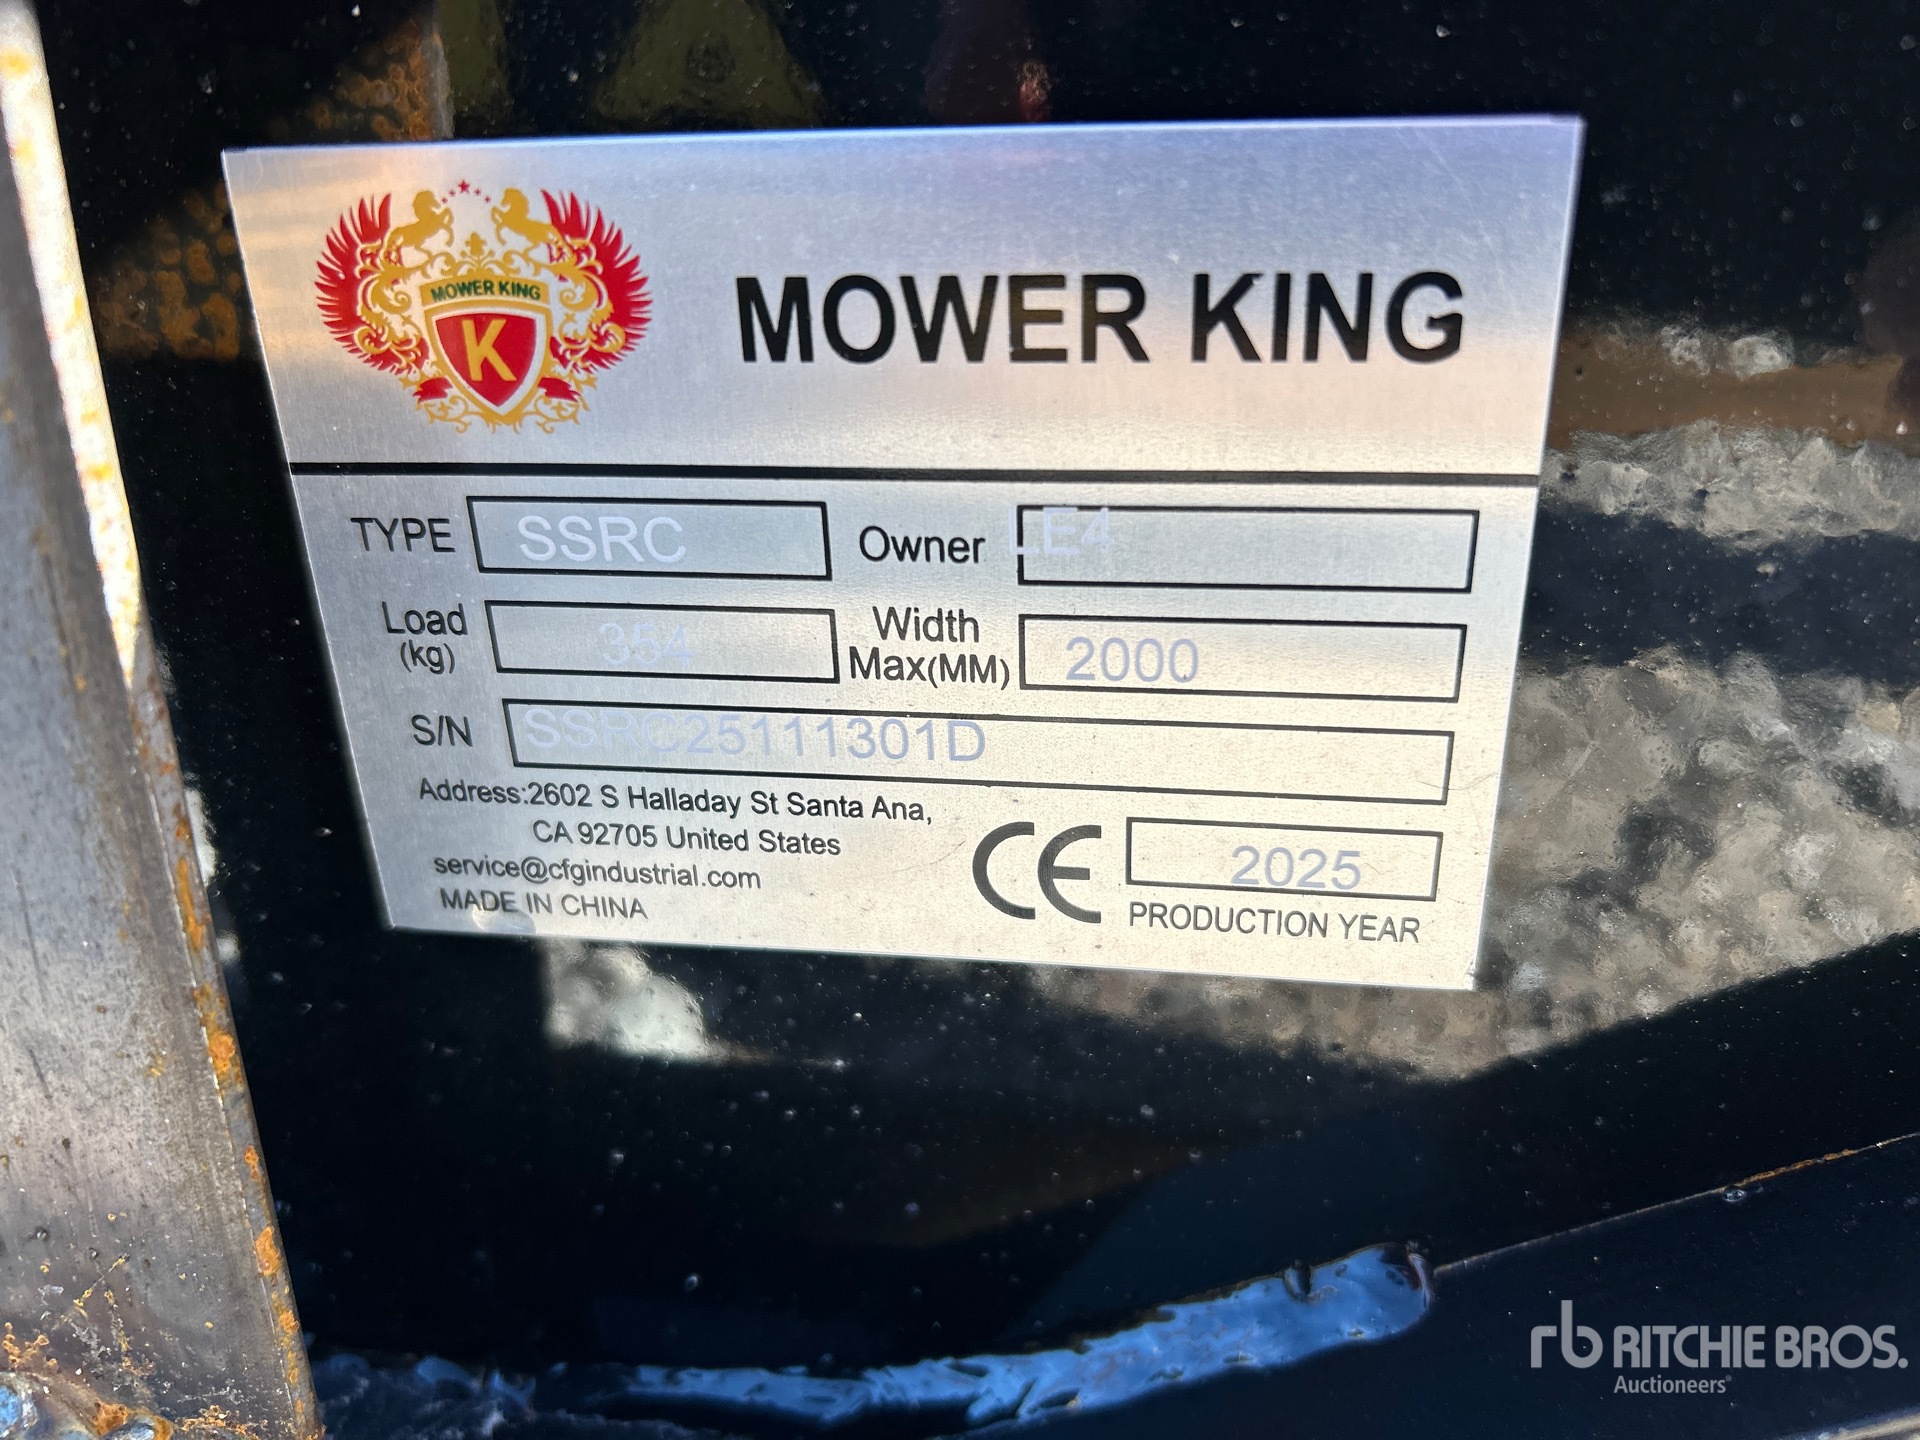 MOWER KING
K
MOWER KING
TYPE SSRC Owner LE4
Load (kg) 354 Width Max(MM) 2000
S/N SSRC25111301D
Address:2602 S Halladay St Santa Ana,
CA 92705 United States
service@cfgindustrial.com
MADE IN CHINA
CE 2025
PRODUCTION YEAR
rb RITCHIE BROS.
Auctioneers